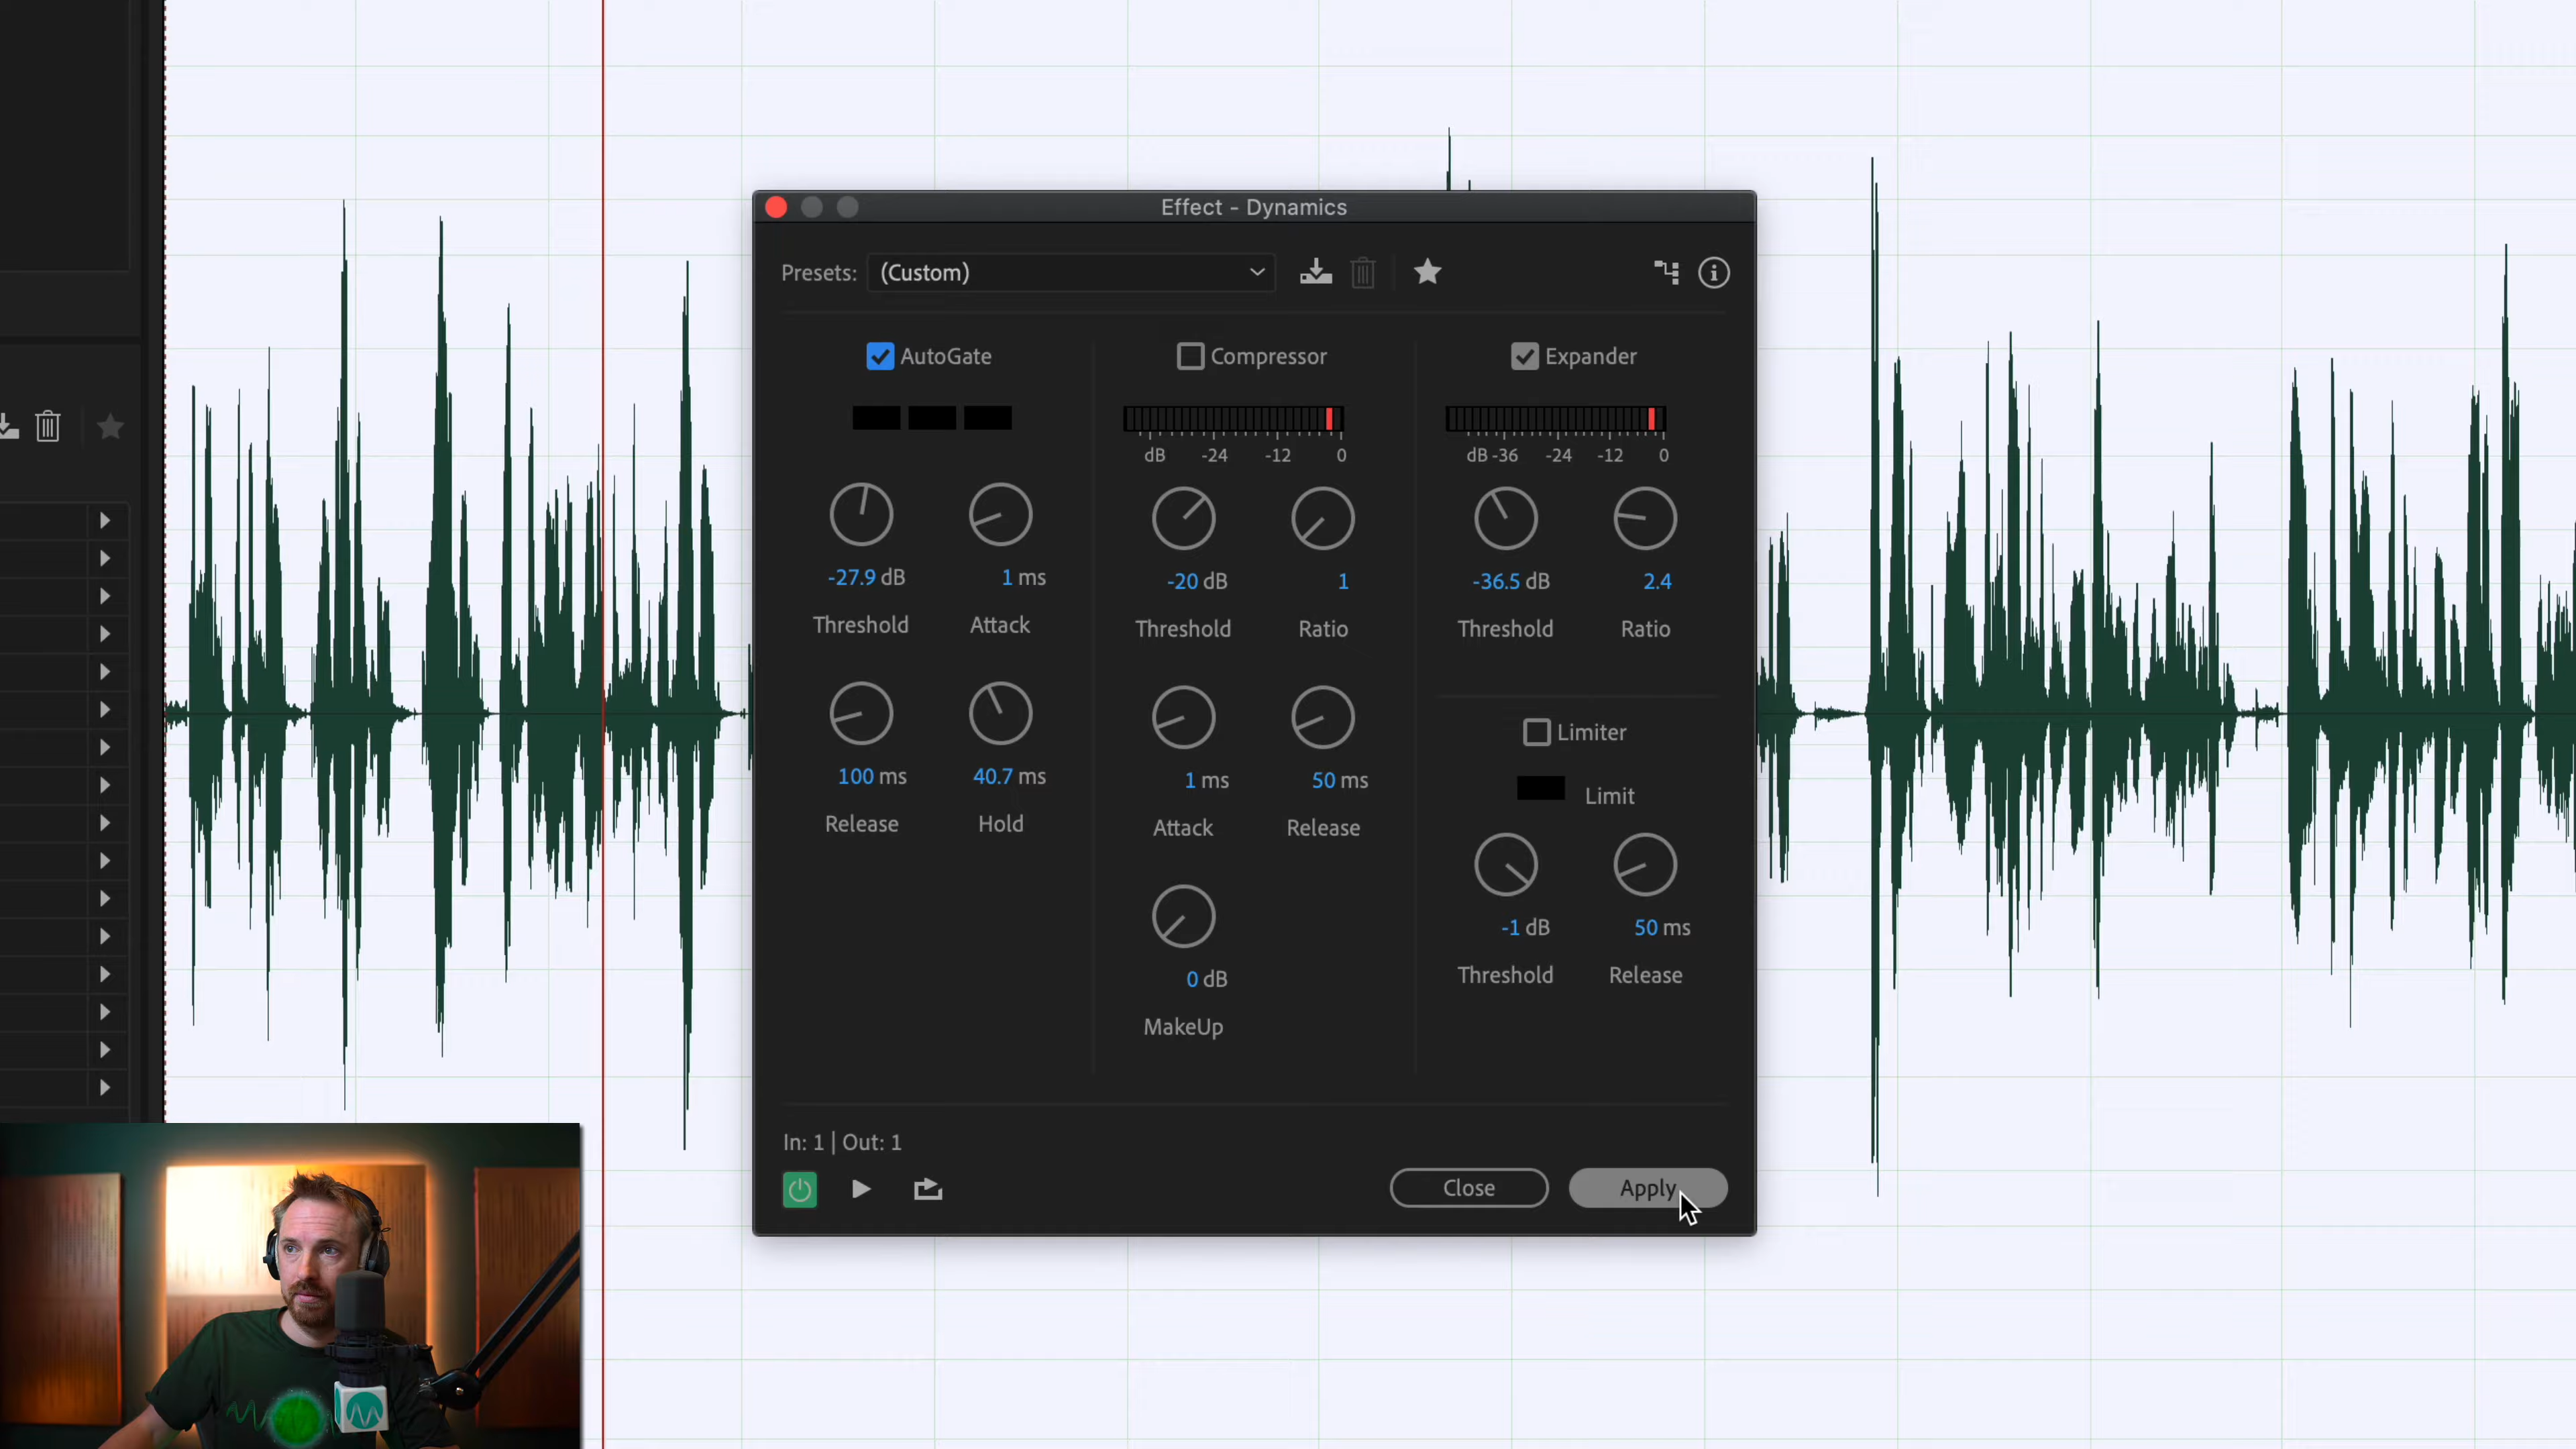 Effect - Dynamics
Presets: (Custom)
AutoGate
Compressor
Expander
dB -24 -12 0
dB -36 -24 -12 0
-27.9 dB
1 ms
-20 dB
1
-36.5 dB
2.4
Threshold
Attack
Threshold
Ratio
Threshold
Ratio
Limiter
Limit
100 ms
40.7 ms
1 ms
50 ms
Release
Hold
Attack
Release
-1 dB
50 ms
Threshold
Release
0 dB
MakeUp
In: 1 | Out: 1
Close
Apply